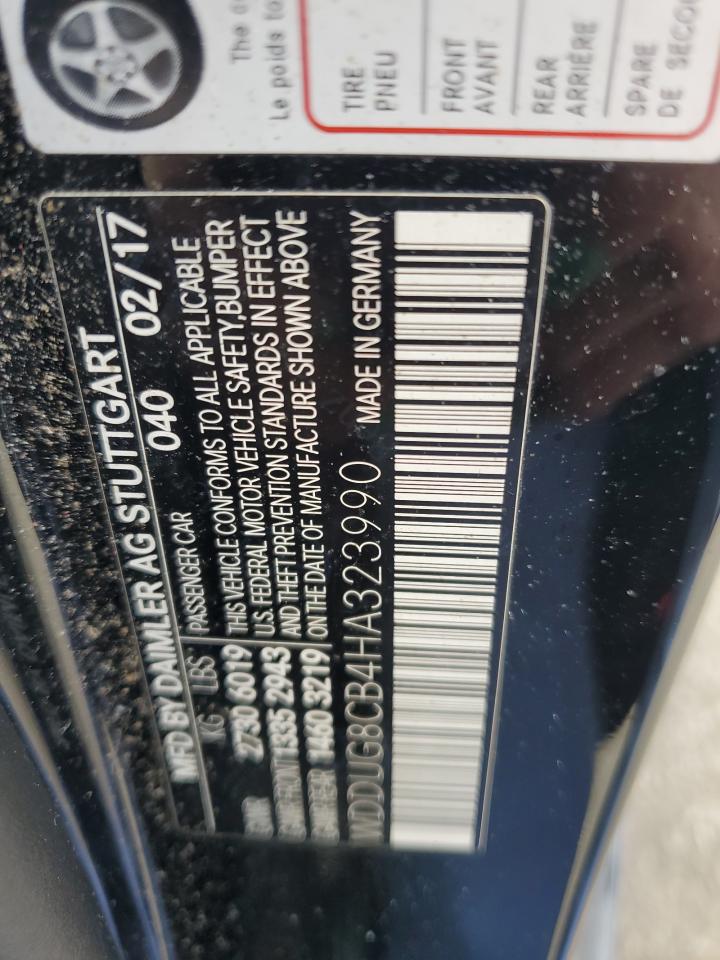 The co
Le poids to
TIRE
PNEU
FRONT
AVANT
REAR
ARRIÈRE
SPARE
DE SECOU
MFD BY DAIMLER AG STUTTGART
040 02/17
KG LBS PASSENGER CAR
2730 6019 THIS VEHICLE CONFORMS TO ALL APPLICABLE
1335 2943 U.S. FEDERAL MOTOR VEHICLE SAFETY,BUMPER
1460 3219 AND THEFT PREVENTION STANDARDS IN EFFECT
ON THE DATE OF MANUFACTURE SHOWN ABOVE
WDDUG8CB4HA323990 MADE IN GERMANY